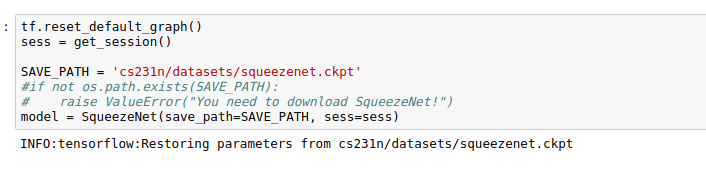 : tf.reset_default_graph()
sess = get_session()
SAVE_PATH = 'cs231n/datasets/squeezenet.ckpt'
#if not os.path.exists(SAVE_PATH):
#    raise ValueError("You need to download SqueezeNet!")
model = SqueezeNet(save_path=SAVE_PATH, sess=sess)
INFO:tensorflow:Restoring parameters from cs231n/datasets/squeezenet.ckpt